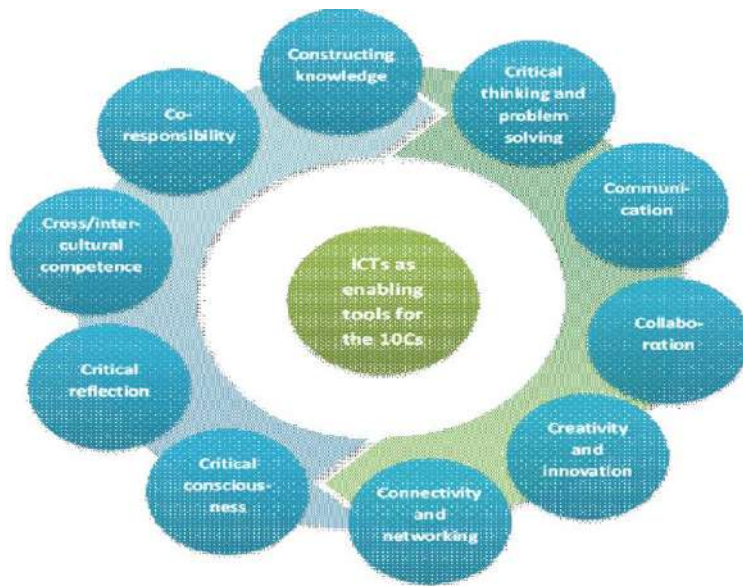 Constructing
knowledge
Critical
thinking and
problem
solving
Communi-
cation
Collabo-
ration
Creativity
and
innovation
Connectivity
and
networking
Critical
conscious-
ness
Critical
reflection
Cross/inter-
cultural
competence
Co-
responsibility
ICTs as
enabling
tools for
the 10Cs